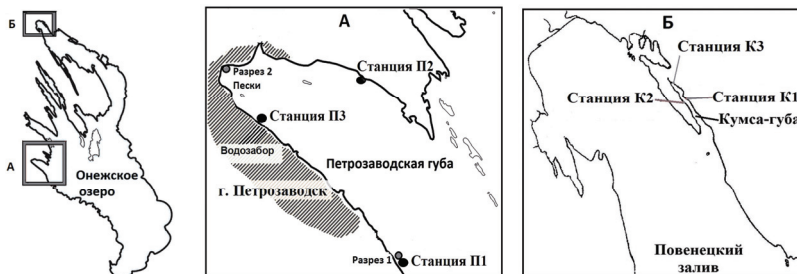 Б
А
Онежское
озеро
А
Разрез 2
Пески
Станция П2
Станция П3
Водозабор
Петрозаводская губа
г. Петрозаводск
Разрез 1
Станция П1
Б
Станция К3
Станция К2
Станция К1
Кумса-губа
Повенецкий
залив